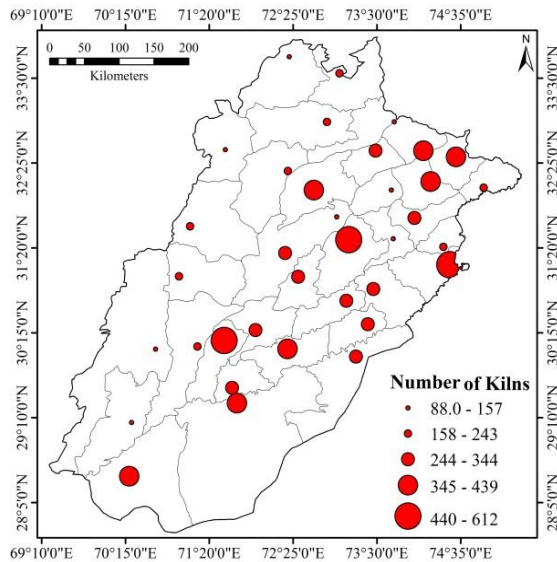 69°10'0"E 70°15'0"E 71°20'0"E 72°25'0"E 73°30'0"E 74°35'0"E
N
0 50 100 150 200
Kilometers
33°30'0"N 33°30'0"N
32°25'0"N 32°25'0"N
31°20'0"N 31°20'0"N
30°15'0"N 30°15'0"N
29°10'0"N 29°10'0"N
28°5'0"N 28°5'0"N
Number of Kilns
88.0 - 157
158 - 243
244 - 344
345 - 439
440 - 612
69°10'0"E 70°15'0"E 71°20'0"E 72°25'0"E 73°30'0"E 74°35'0"E